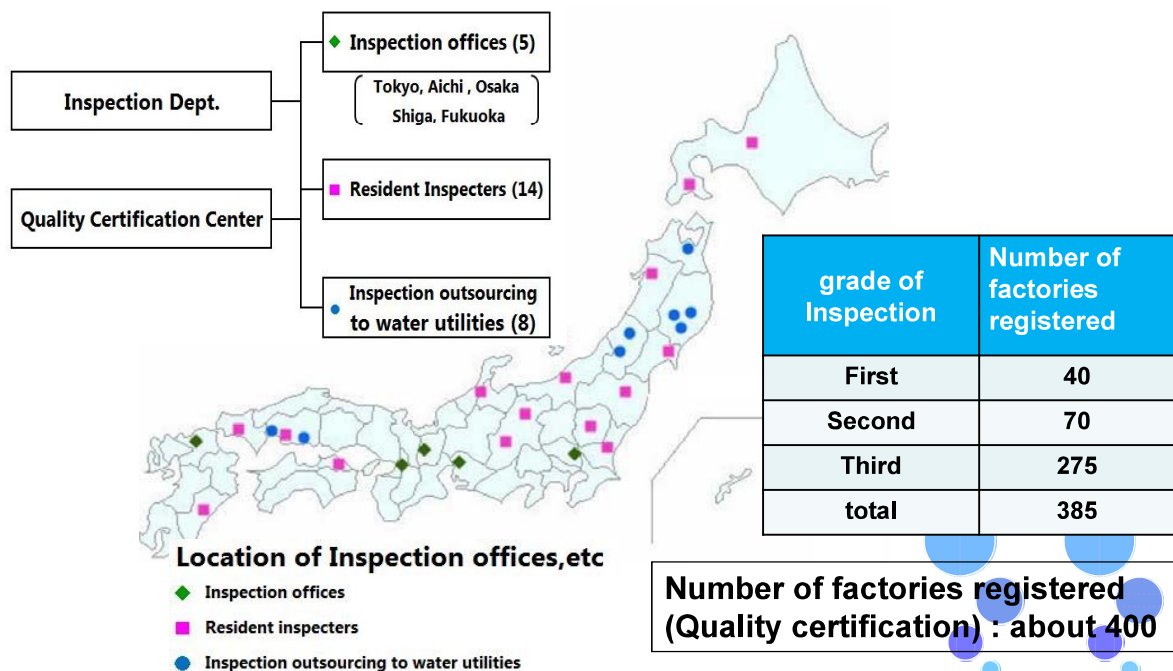 Inspection Dept.
Quality Certification Center
Inspection offices (5)
Tokyo, Aichi , Osaka
Shiga, Fukuoka
Resident Inspecters (14)
Inspection outsourcing
to water utilities (8)
grade of
Inspection
Number of
factories
registered
First 40
Second 70
Third 275
total 385
Location of Inspection offices,etc
Inspection offices
Resident inspecters
Inspection outsourcing to water utilities
Number of factories registered
(Quality certification) : about 400